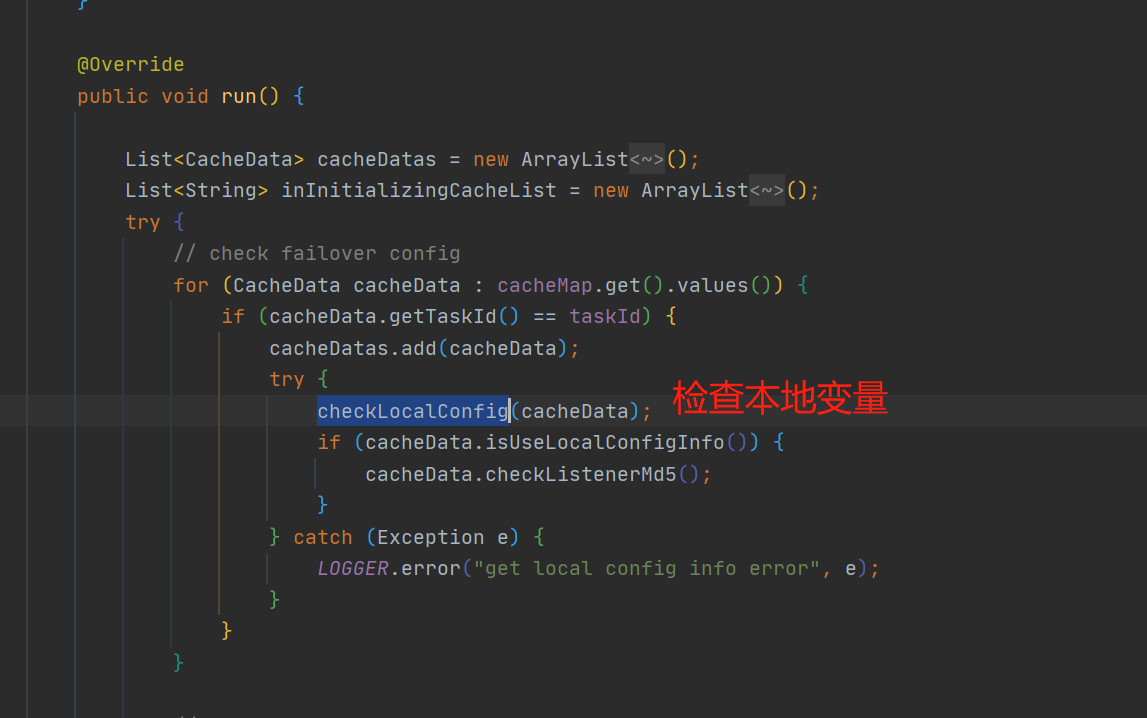 }
@Override
public void run() {
List<CacheData> cacheDatas = new ArrayList<~>();
List<String> inInitializingCacheList = new ArrayList<~>();
try {
// check failover config
for (CacheData cacheData : cacheMap.get().values()) {
if (cacheData.getTaskId() == taskId) {
cacheDatas.add(cacheData);
try {
checkLocalConfig(cacheData); 检查本地变量
if (cacheData.isUseLocalConfigInfo()) {
cacheData.checkListenerMd5();
}
} catch (Exception e) {
LOGGER.error("get local config info error", e);
}
}
}